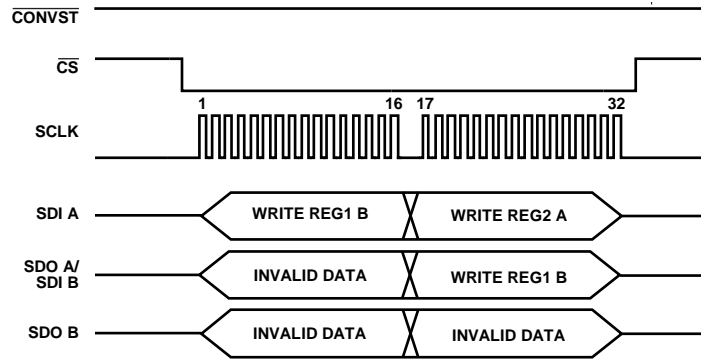 CONVST
CS
1 16 17 32
SCLK
SDI A WRITE REG1 B WRITE REG2 A
SDO A/
SDI B INVALID DATA WRITE REG1 B
SDO B INVALID DATA INVALID DATA